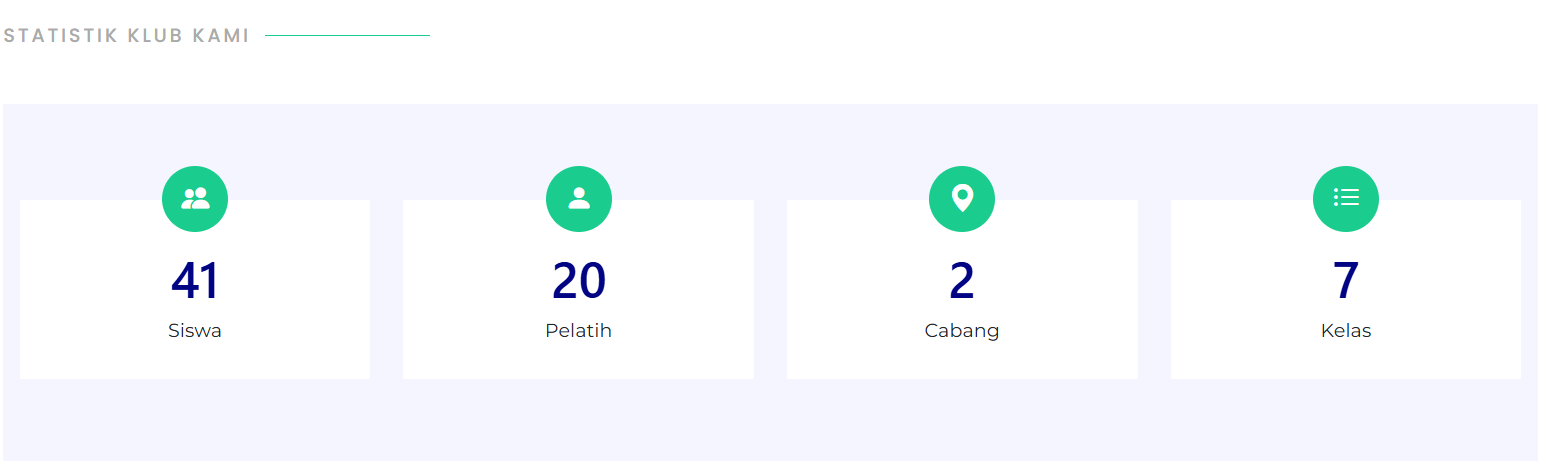 STATISTIK KLUB KAMI
41
Siswa
20
Pelatih
2
Cabang
7
Kelas